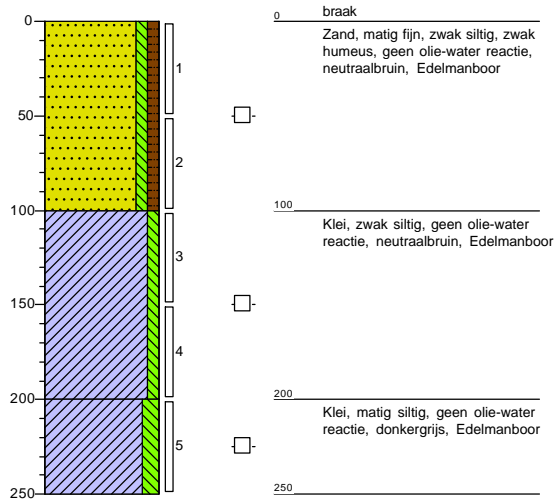 braak
0
0
Zand, matig fijn, zwak siltig, zwak
humeus, geen olie-water reactie,
neutraalbruin, Edelmanboor
1
50
2
100
100
Klei, zwak siltig, geen olie-water
reactie, neutraalbruin, Edelmanboor
3
150
4
200
200
Klei, matig siltig, geen olie-water
reactie, donkergrijs, Edelmanboor
5
250
250